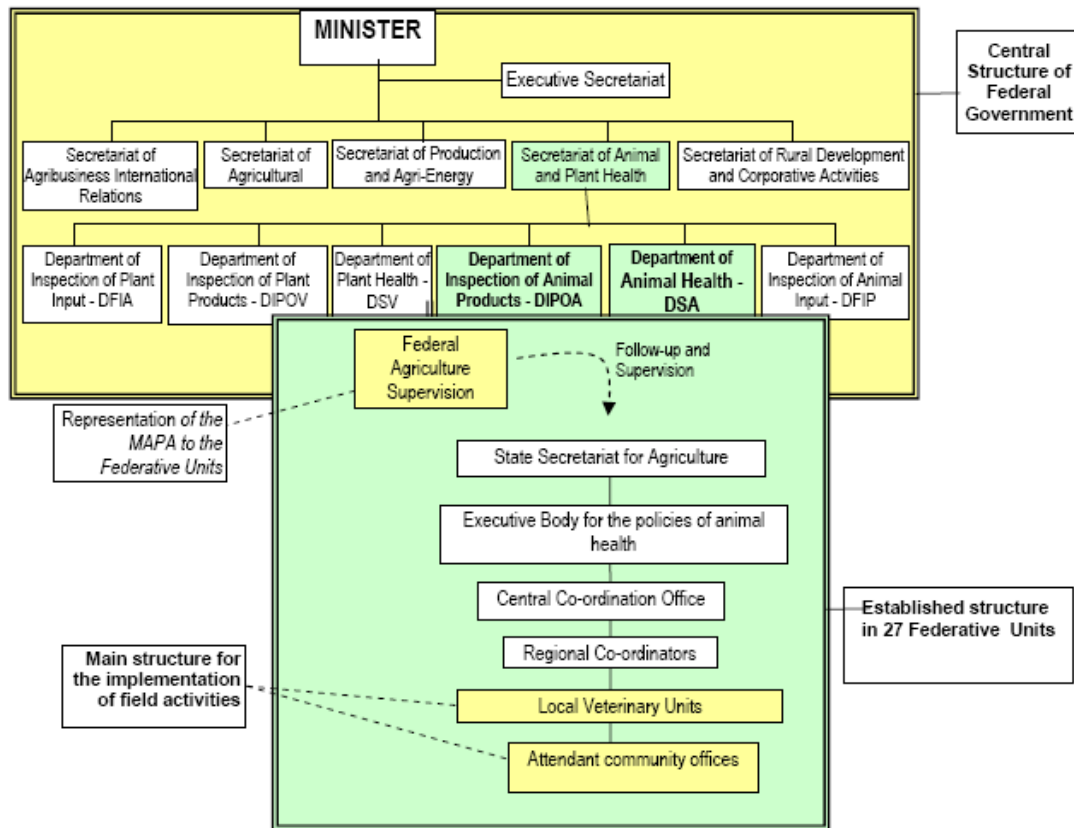 MINISTER
Executive Secretariat
Central
Structure of
Federal
Government
Secretariat of
Agribusiness International
Relations
Secretariat of
Agricultural
Secretariat of Production
and Agri-Energy
Secretariat of Animal
and Plant Health
Secretariat of Rural Development
and Corporative Activities
Department of
Inspection of Plant
Input - DFIA
Department of
Inspection of Plant
Products - DIPOV
Department of
Plant Health -
DSV
Department of
Inspection of Animal
Products - DIPOA
Department of
Animal Health -
DSA
Department of
Inspection of Animal
Input - DFIP
Federal
Agriculture
Supervision
Follow-up and
Supervision
Representation of the
MAPA to the
Federative Units
State Secretariat for Agriculture
Executive Body for the policies of animal
health
Central Co-ordination Office
Regional Co-ordinators
Established structure
in 27 Federative Units
Main structure for
the implementation
of field activities
Local Veterinary Units
Attendant community offices